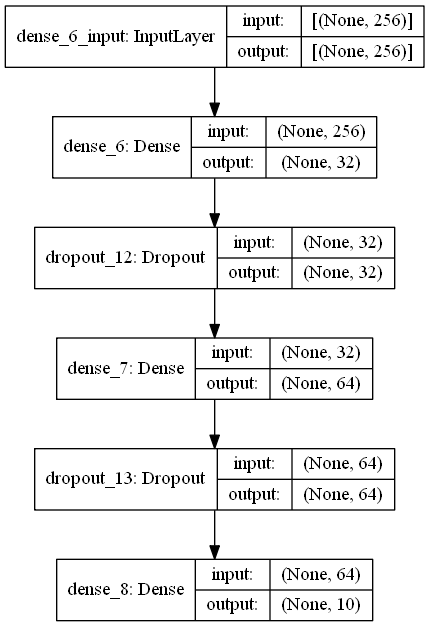 dense_6_input: InputLayer
input: [(None, 256)]
output: [(None, 256)]
dense_6: Dense
input: (None, 256)
output: (None, 32)
dropout_12: Dropout
input: (None, 32)
output: (None, 32)
dense_7: Dense
input: (None, 32)
output: (None, 64)
dropout_13: Dropout
input: (None, 64)
output: (None, 64)
dense_8: Dense
input: (None, 64)
output: (None, 10)